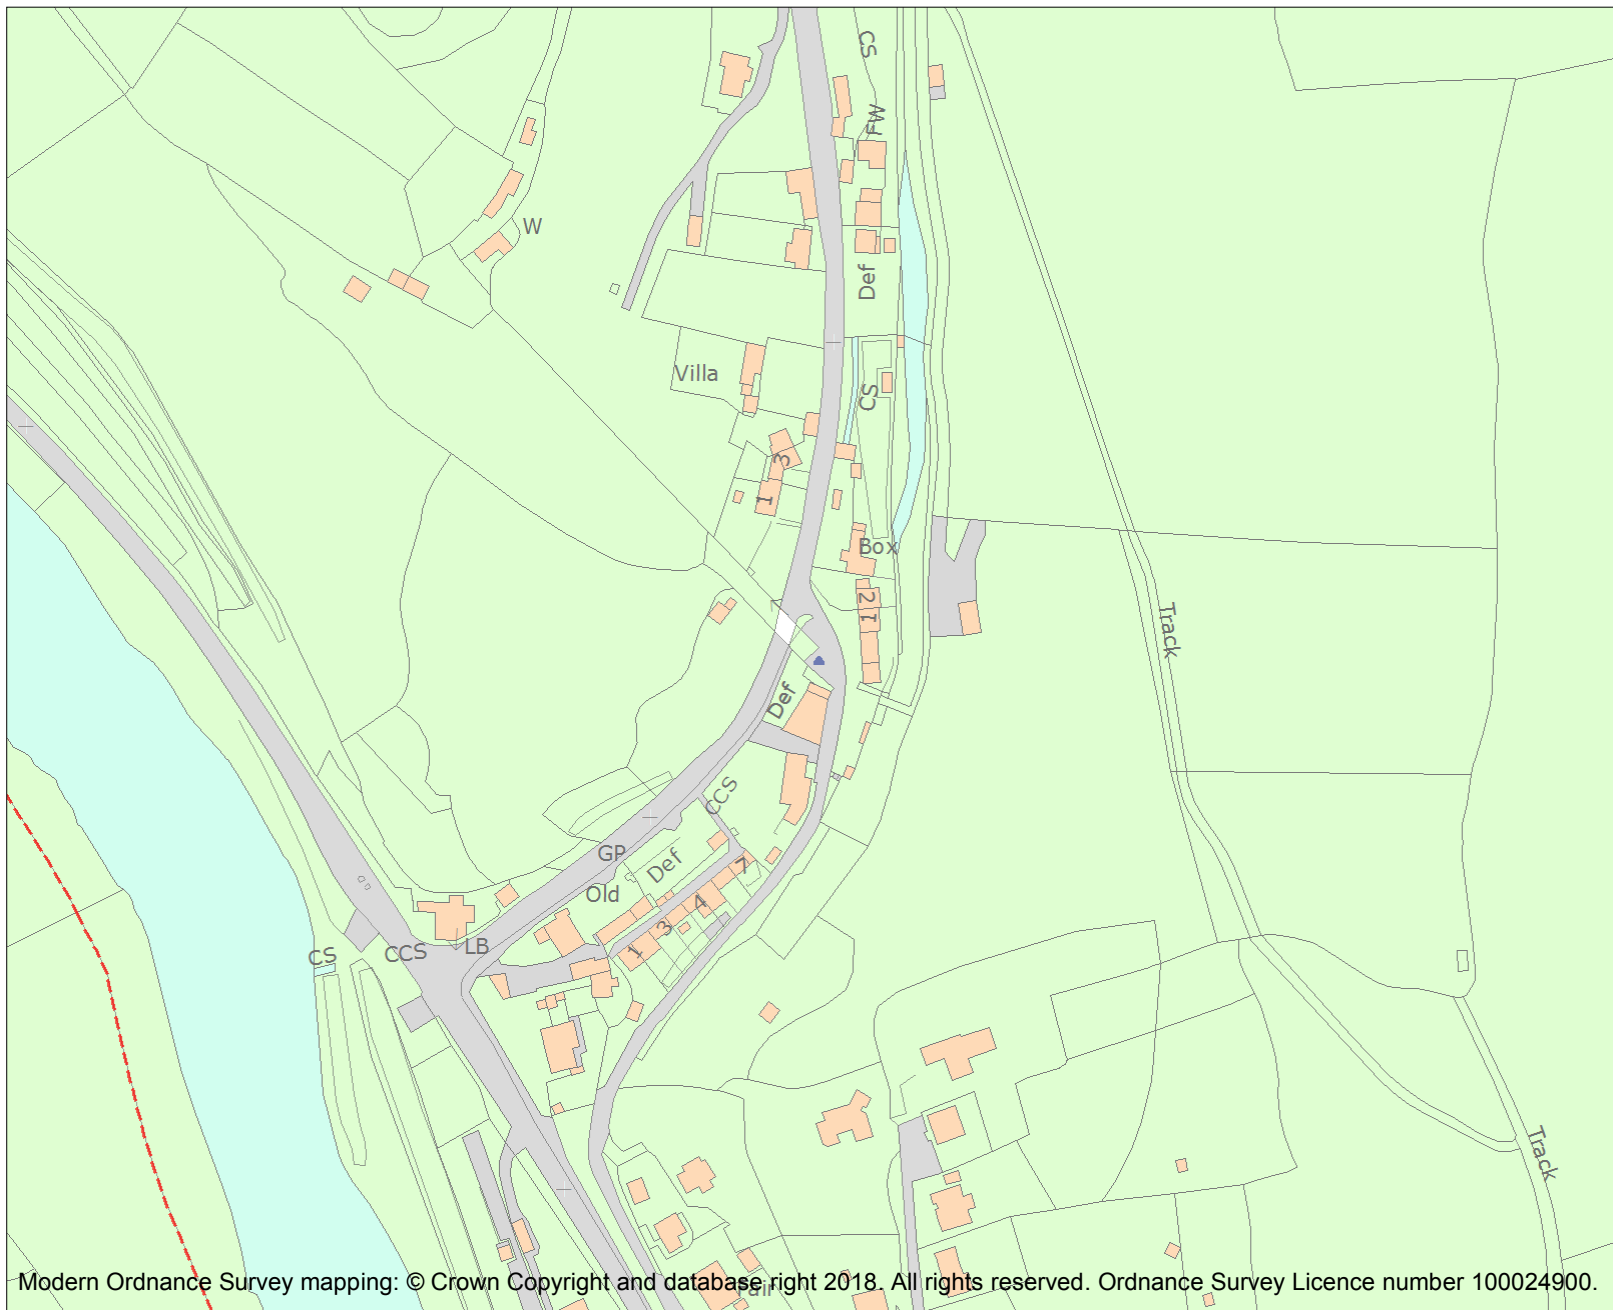 CS
FW
W
Def
Villa
CS
3
1
Box
2
1
Track
Def
CCS
GP
Def
7
Old
4
3
LB
1
CCS
CS
Track
Fair
Modern Ordnance Survey mapping: © Crown Copyright and database right 2018. All rights reserved. Ordnance Survey Licence number 100024900.